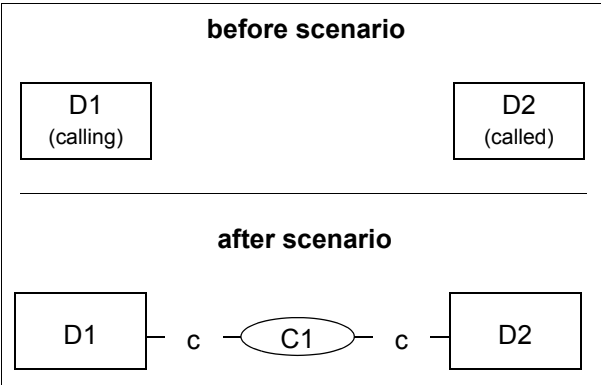 before scenario
D1
(calling)
D2
(called)
after scenario
D1 c C1 c D2